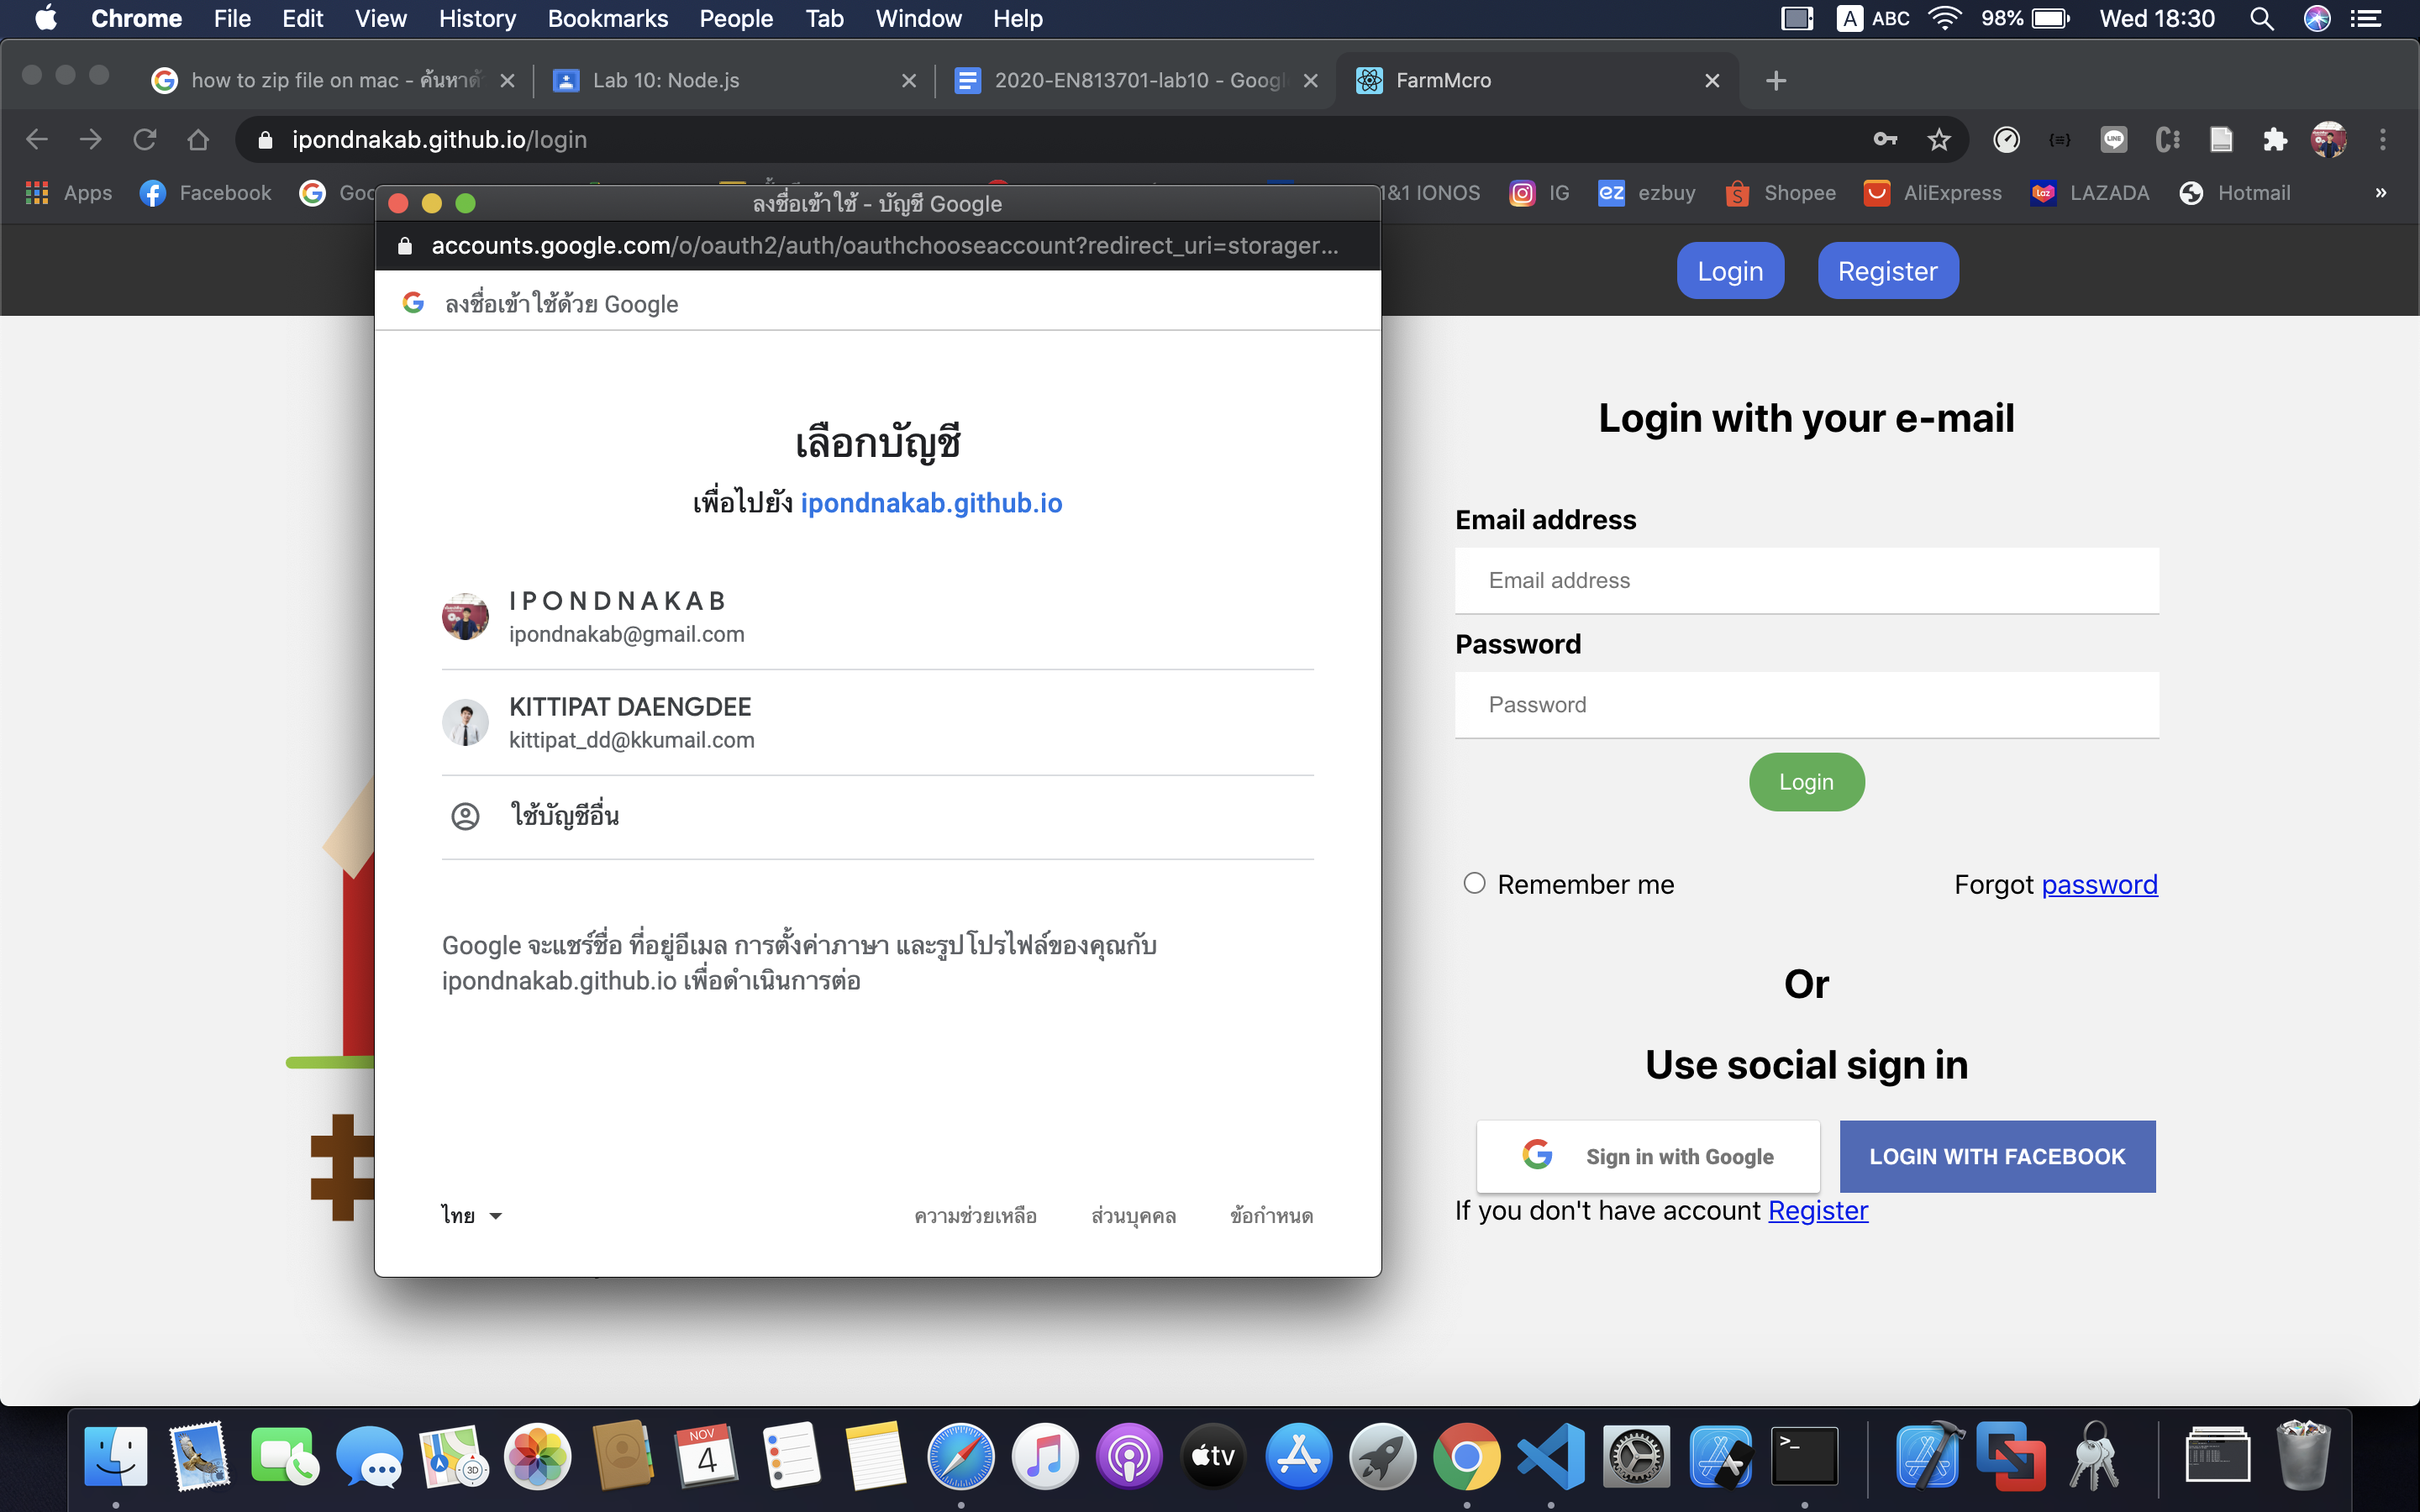 Chrome File Edit View History Bookmarks People Tab Window Help
A ABC 98% Wed 18:30
how to zip file on mac - ค้นหาด้
Lab 10: Node.js
2020-EN813701-lab10 - Googl
FarmMcro
ipondnakab.github.io/login
Apps Facebook Goo
1&1 IONOS IG ezbuy Shopee AliExpress LAZADA Hotmail »
Login Register
ลงชื่อเข้าใช้ - บัญชี Google
accounts.google.com/o/oauth2/auth/oauthchooseaccount?redirect_uri=storager...
ลงชื่อเข้าใช้ด้วย Google
เลือกบัญชี
เพื่อไปยัง ipondnakab.github.io
I P O N D N A K A B
ipondnakab@gmail.com
KITTIPAT DAENGDEE
kittipat_dd@kkumail.com
ใช้บัญชีอื่น
Google จะแชร์ชื่อ ที่อยู่อีเมล การตั้งค่าภาษา และรูปโปรไฟล์ของคุณกับ
ipondnakab.github.io เพื่อดำเนินการต่อ
ไทย ความช่วยเหลือ ส่วนบุคคล ข้อกำหนด
Login with your e-mail
Email address
Email address
Password
Password
Login
Remember me Forgot password
Or
Use social sign in
Sign in with Google LOGIN WITH FACEBOOK
If you don't have account Register
3D
NOV
4
tv
>_